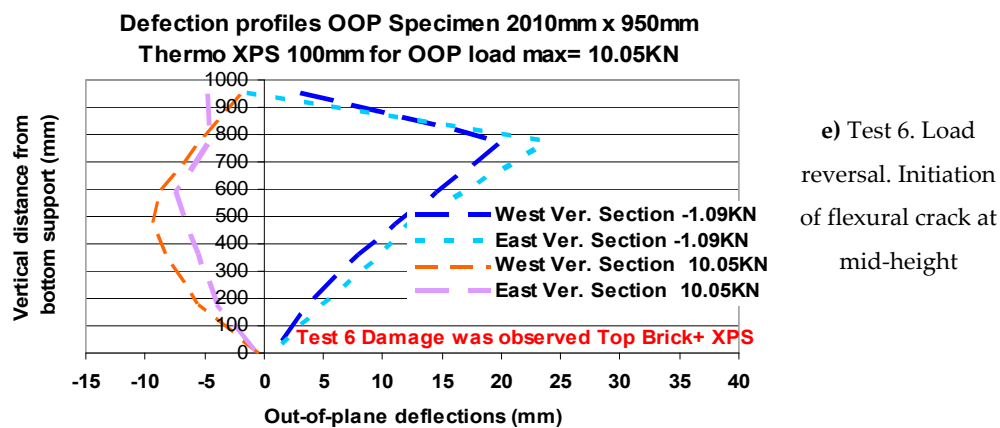 Defection profiles OOP Specimen 2010mm x 950mm
Thermo XPS 100mm for OOP load max= 10.05KN
Vertical distance from
bottom support (mm)
1000
900
800
700
600
500
400
300
200
100
0
West Ver. Section -1.09KN
East Ver. Section -1.09KN
West Ver. Section 10.05KN
East Ver. Section 10.05KN
Test 6 Damage was observed Top Brick+ XPS
-15 -10 -5 0 5 10 15 20 25 30 35 40
Out-of-plane deflections (mm)
e) Test 6. Load
reversal. Initiation
of flexural crack at
mid-height